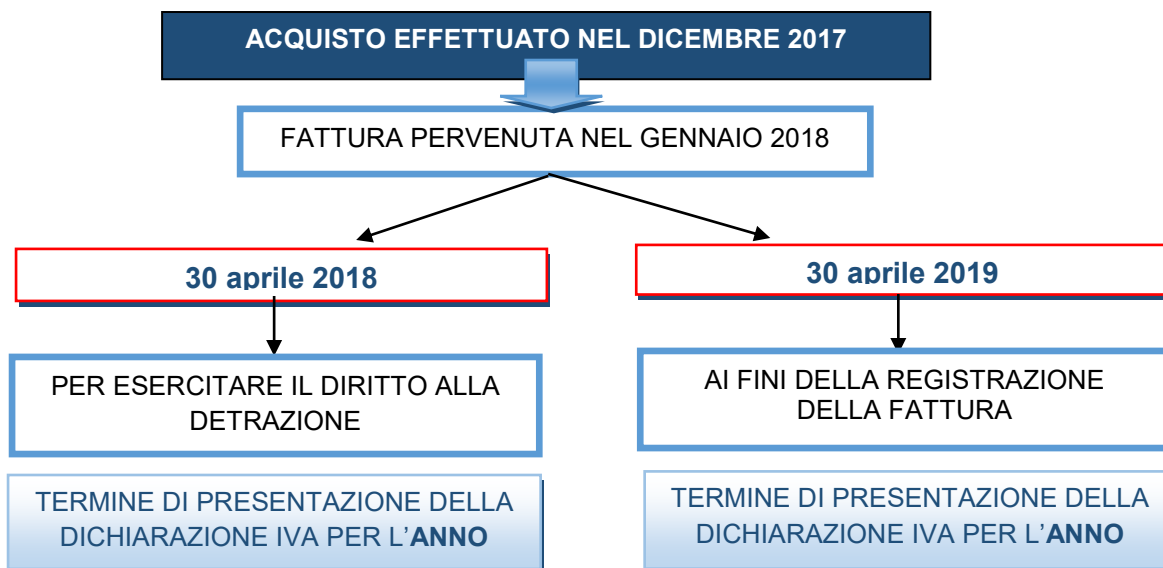 ACQUISTO EFFETTUATO NEL DICEMBRE 2017
FATTURA PERVENUTA NEL GENNAIO 2018
30 aprile 2018
30 aprile 2019
PER ESERCITARE IL DIRITTO ALLA
DETRAZIONE
AI FINI DELLA REGISTRAZIONE
DELLA FATTURA
TERMINE DI PRESENTAZIONE DELLA
DICHIARAZIONE IVA PER L’ANNO
TERMINE DI PRESENTAZIONE DELLA
DICHIARAZIONE IVA PER L’ANNO